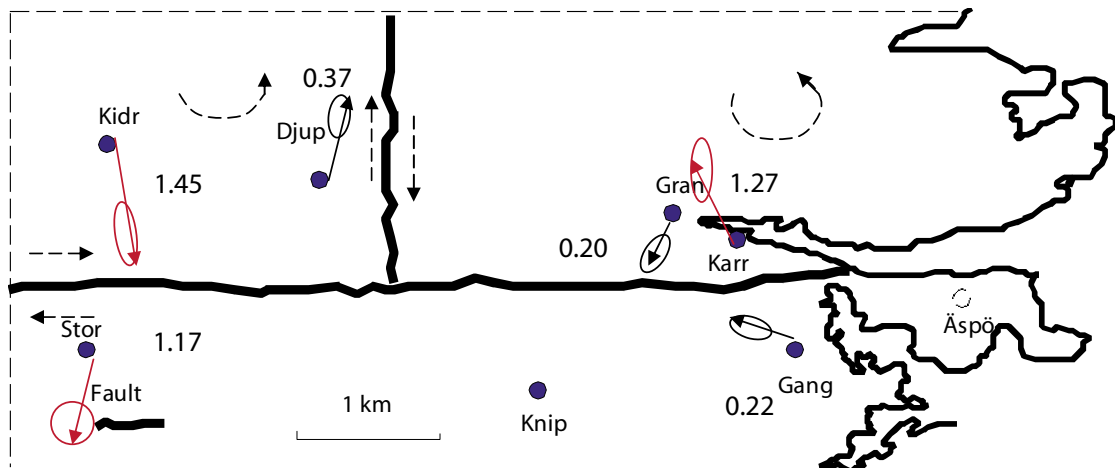 0.37
Kidr
Djup
1.45
Gran
1.27
0.20
Karr
Stor
1.17
Äspö
Fault
1 km
Gang
0.22
Knip